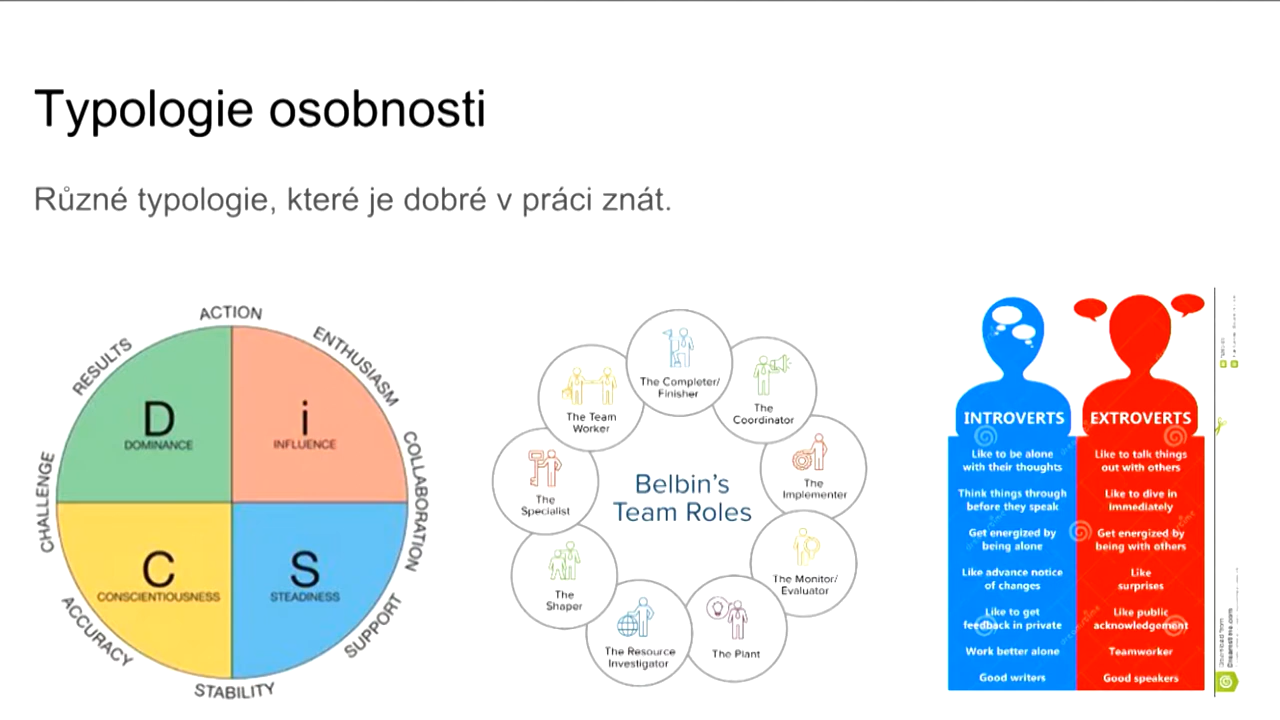 Typologie osobnosti
Různé typologie, které je dobré v práci znát.
ACTION
RESULTS
ENTHUSIASM
D
DOMINANCE
i
INFLUENCE
CHALLENGE
COLLABORATION
C
CONSCIENTIOUSNESS
S
STEADINESS
ACCURACY
SUPPORT
STABILITY
The Completer/
Finisher
The Team
Worker
The
Coordinator
The
Specialist
The
Implementer
Belbin's
Team Roles
The
Shaper
The Monitor/
Evaluator
The Resource
Investigator
The Plant
INTROVERTS
Like to be alone
with their thoughts
Think things through
before they speak
Get energized by
being alone
Like advance notice
of changes
Like to get
feedback in private
Work better alone
Good writers
EXTROVERTS
Like to talk things
out with others
Like to dive in
immediately
Get energized by
being with others
Like
surprises
Like public
acknowledgement
Teamworker
Good speakers
Download from
Dreamstime.com